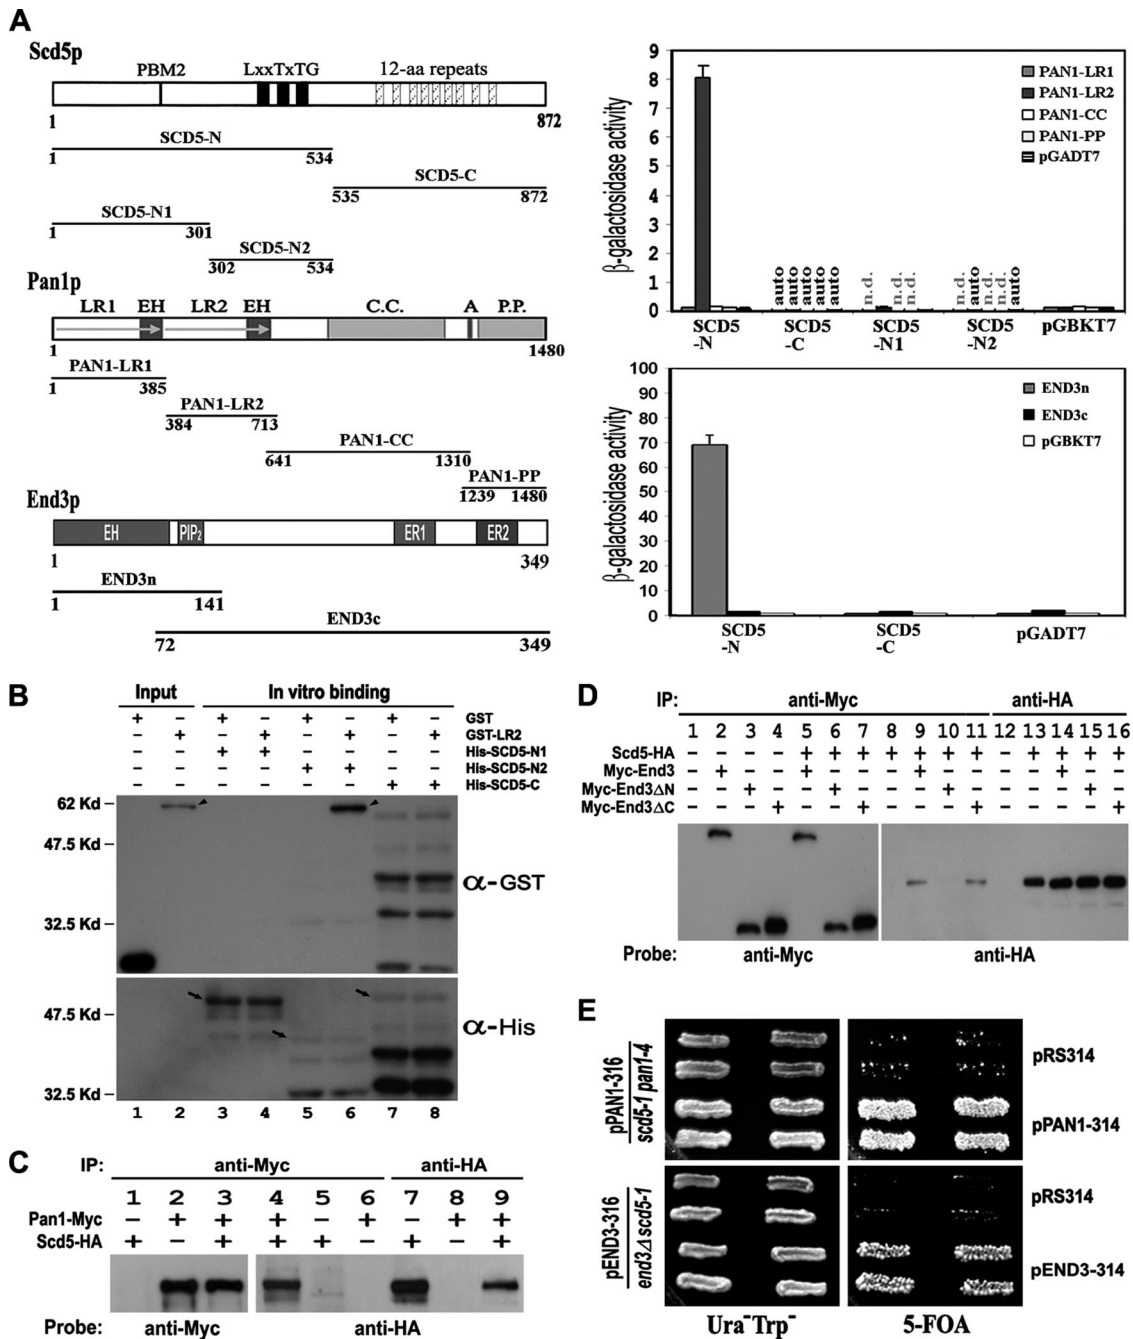 A
Scd5p
PBM2 LxxTxTG 12-aa repeats
1 872
SCD5-N
1 534
SCD5-C
535 872
SCD5-N1
1 301
SCD5-N2
302 534
Pan1p
LR1 EH LR2 EH C.C. A P.P.
1 1480
PAN1-LR1
1 385
PAN1-LR2
384 713
PAN1-CC
641 1310
PAN1-PP
1239 1480
End3p
EH PIP2 ER1 ER2
1 349
END3n
1 141
END3c
72 349
β-galactosidase activity
9
8
7
6
5
4
3
2
1
0
PAN1-LR1
PAN1-LR2
PAN1-CC
PAN1-PP
pGADT7
auto auto auto auto auto n.d. n.d. n.d. n.d. auto n.d. n.d. auto
SCD5 SCD5 SCD5 SCD5 pGBKT7
-N -C -N1 -N2
β-galactosidase activity
100
90
80
70
60
50
40
30
20
10
0
END3n
END3c
pGBKT7
SCD5 SCD5 pGADT7
-N -C
B
Input In vitro binding
+ – + – + – + – GST
– + – + – + – + GST-LR2
– – + + – – – – His-SCD5-N1
– – – – + + – – His-SCD5-N2
– – – – – – + + His-SCD5-C
62 Kd
47.5 Kd
32.5 Kd
α-GST
47.5 Kd
32.5 Kd
α-His
1 2 3 4 5 6 7 8
C
IP: anti-Myc anti-HA
1 2 3 4 5 6 7 8 9
Pan1-Myc – + + + – + – + +
Scd5-HA + – + + + – + – +
Probe: anti-Myc anti-HA
D
IP: anti-Myc anti-HA
1 2 3 4 5 6 7 8 9 10 11 12 13 14 15 16
Scd5-HA – – – – + + + + + + + – + + + +
Myc-End3 – + – – + – – – + – – – – + – –
Myc-End3ΔN – – + – – + – – – + – – – – + –
Myc-End3ΔC – – – + – – + – – – + – – – – +
Probe: anti-Myc anti-HA
E
pPAN1-316
scd5-1 pan1-4
pRS314
pPAN1-314
pEND3-316
end3Δscd5-1
pRS314
pEND3-314
Ura⁻Trp⁻ 5-FOA